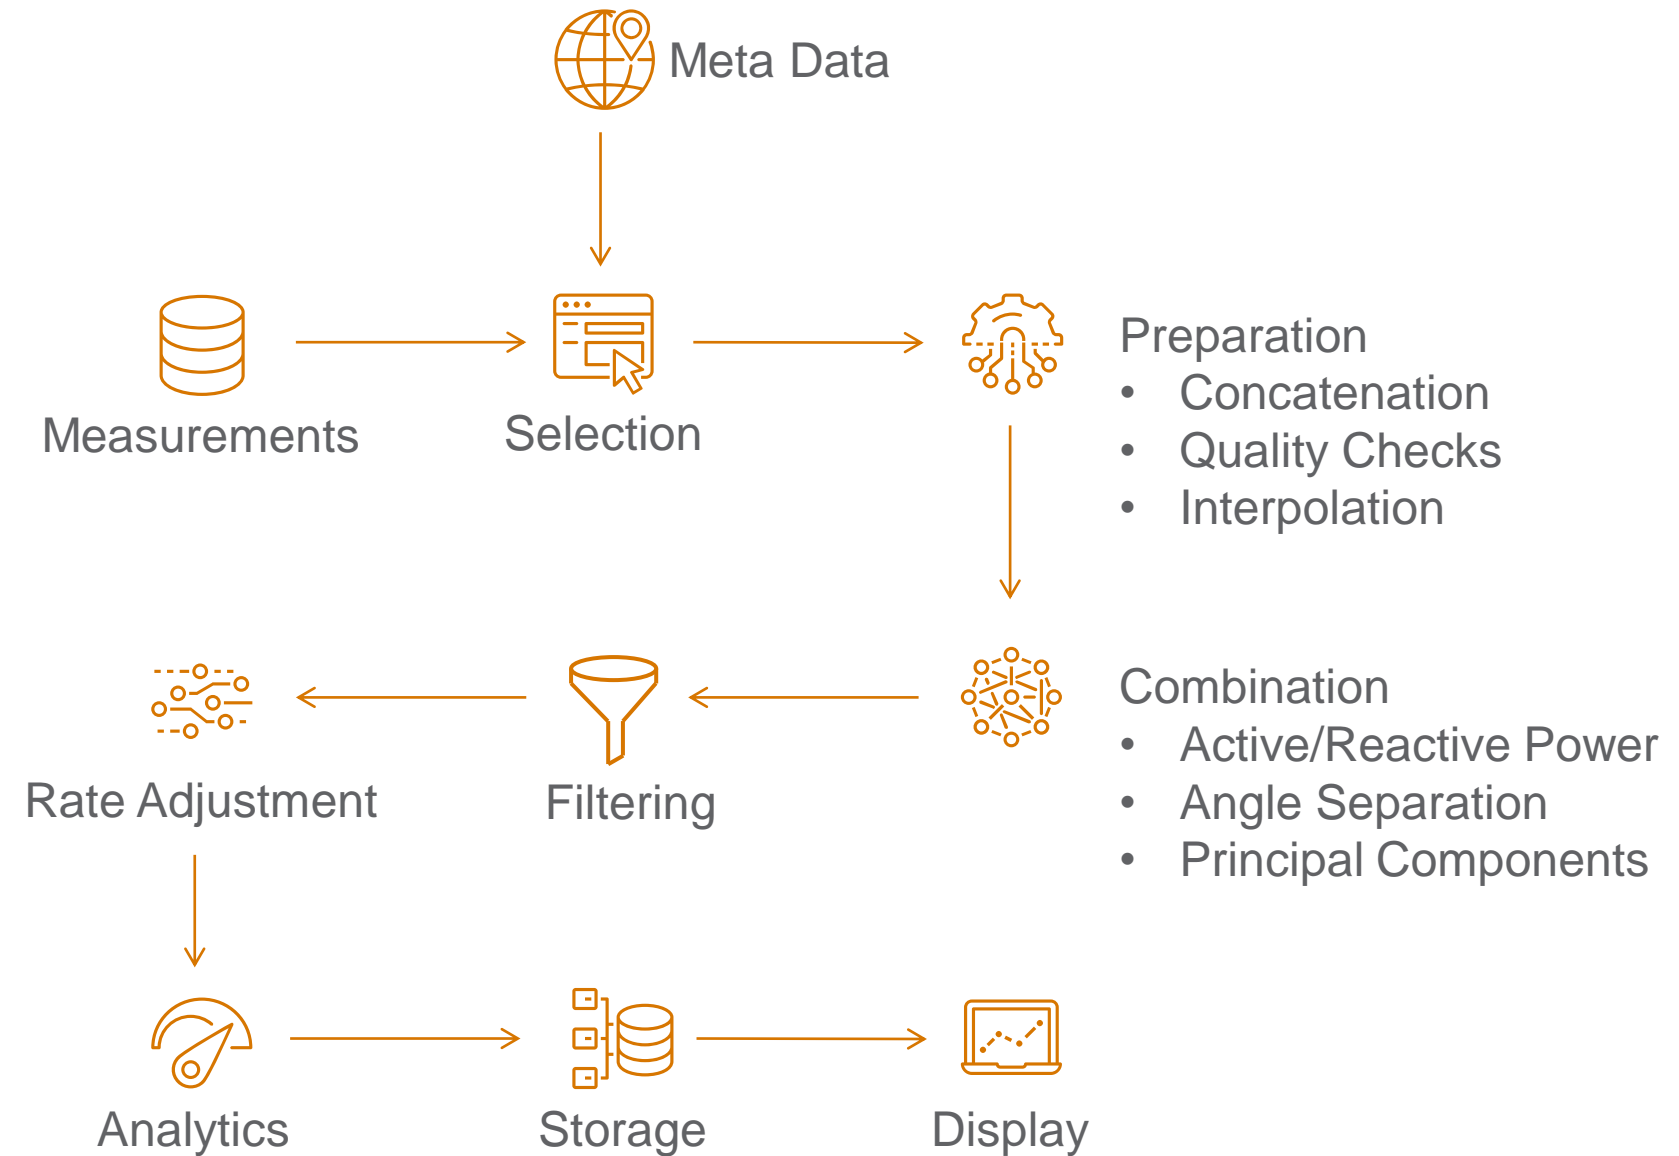 Meta Data
Measurements
Selection
Preparation
• Concatenation
• Quality Checks
• Interpolation
Rate Adjustment
Filtering
Combination
• Active/Reactive Power
• Angle Separation
• Principal Components
Analytics
Storage
Display